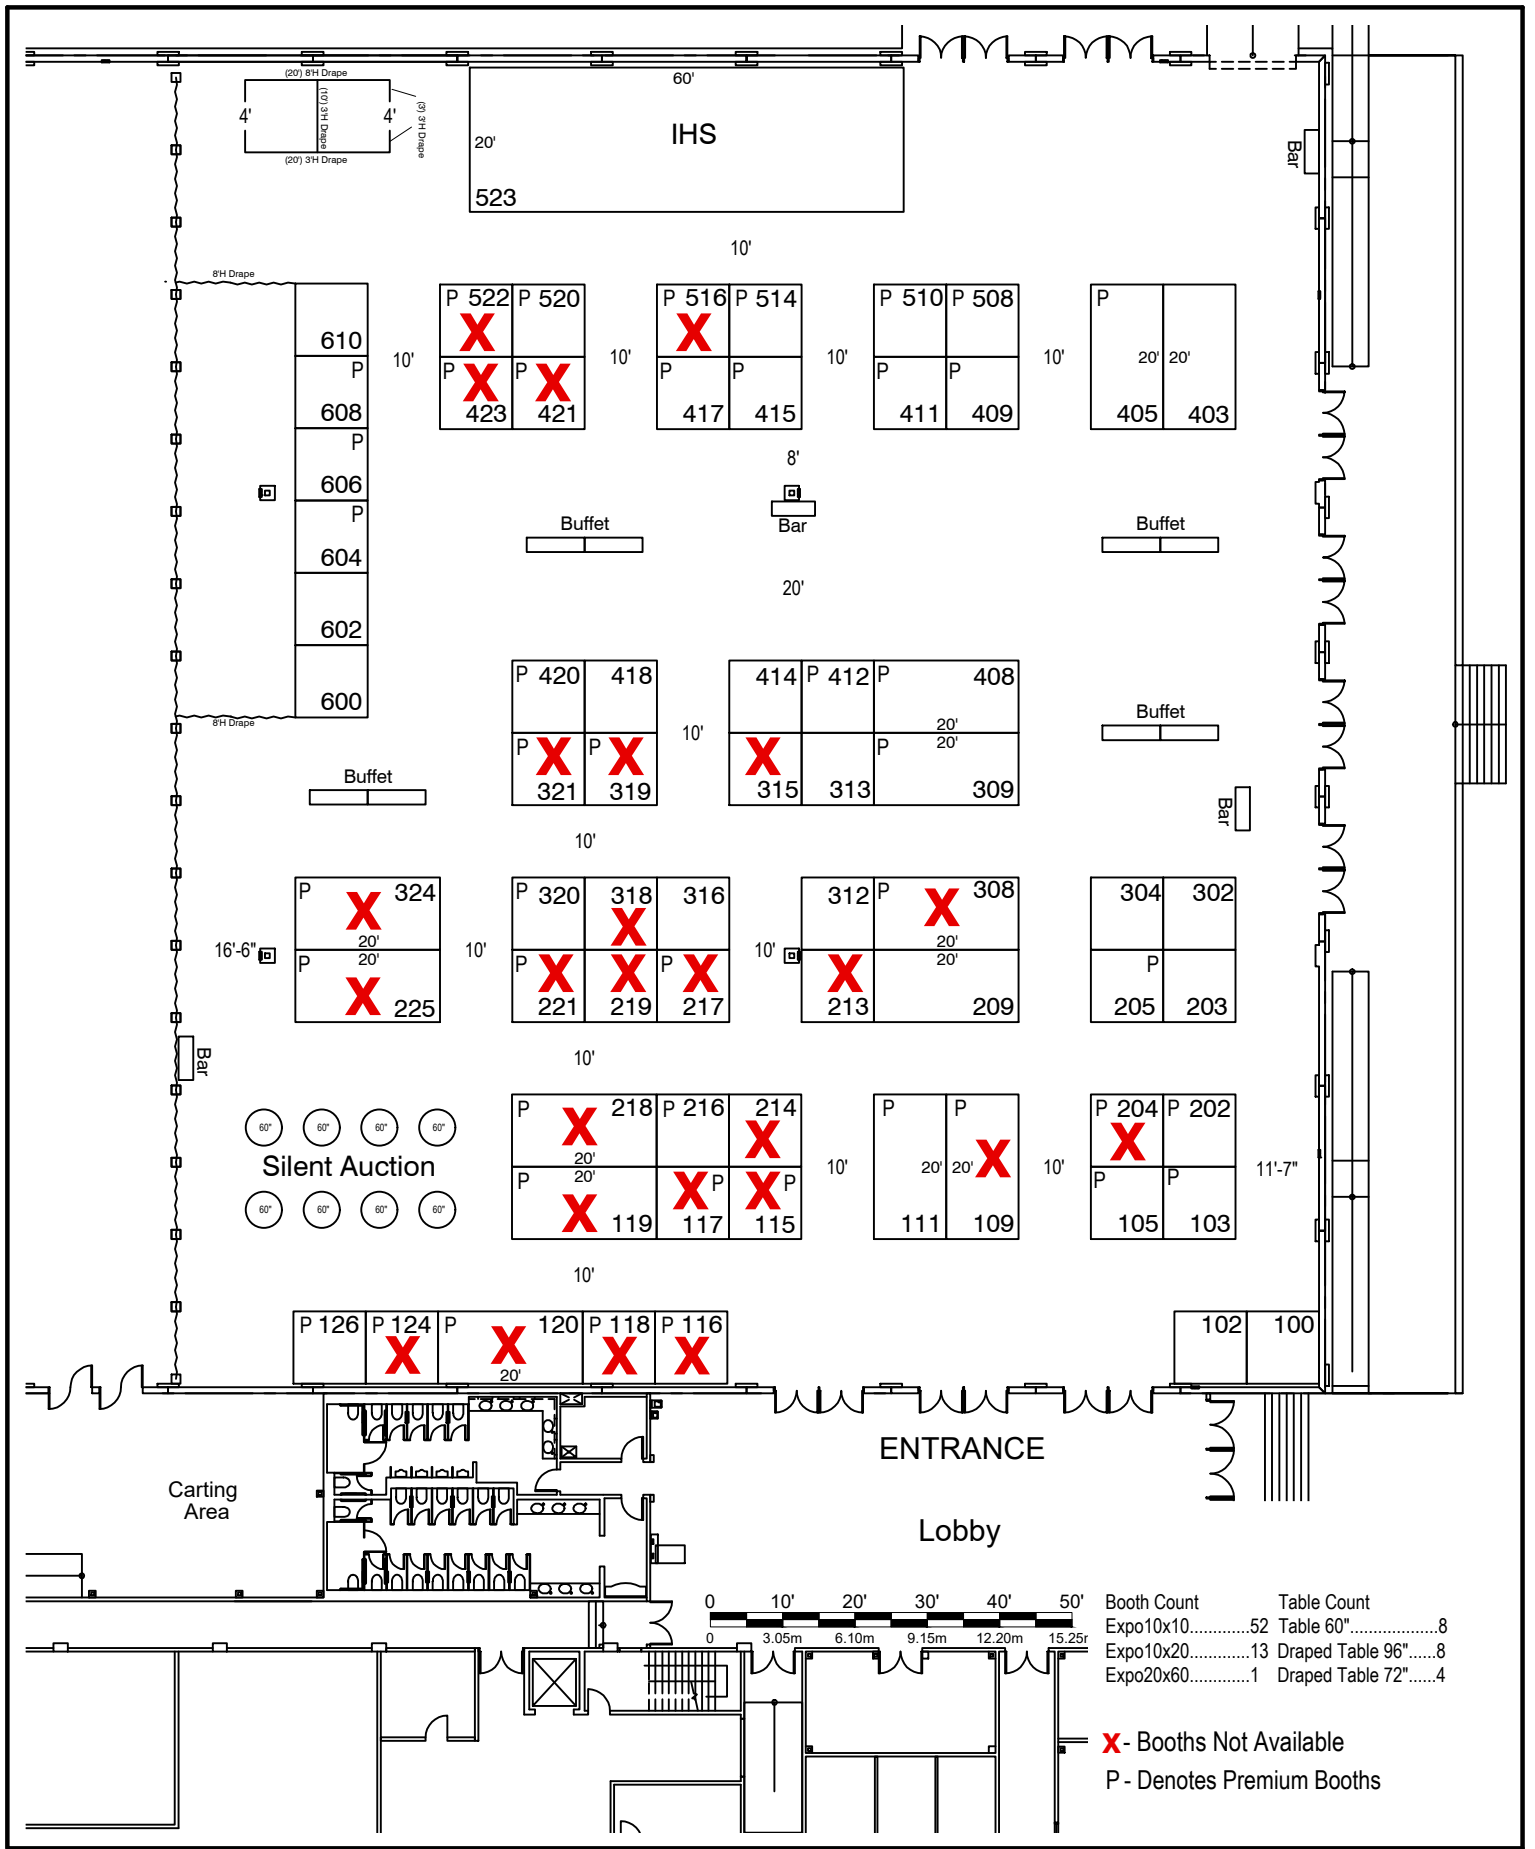 (20') 8'H Drape
4'
(10') 3'H Drape
4'
(3) 3'H Drape
(20') 3'H Drape
60'
20'
IHS
523
Bar
10'
8'H Drape
610
P
608
P
606
P
604
602
600
8'H Drape
10'
P 522
X
P 520
P
X
423
P
X
421
10'
P 516
X
P 514
P
417
P
415
10'
P 510
P 508
P
411
P
409
10'
P
20'
405
20'
403
8'
Bar
Buffet
Buffet
20'
P 420
418
P
X
321
P
X
319
10'
414
P 412
P
408
20'
X
315
313
P
20'
309
Buffet
Buffet
Bar
10'
P
X
324
20'
20'
P
X
225
16'-6"
10'
P 320
318
X
316
P
X
221
X
219
P
X
217
10'
312
P
X
308
20'
X
213
20'
209
304
302
P
205
203
Bar
10'
60" 60" 60" 60"
Silent Auction
60" 60" 60" 60"
P
X
218
20'
P 216
214
X
20'
P
X
119
X P
117
X P
115
10'
P
20'
111
P
20' X
109
10'
P 204
X
P 202
P
105
P
103
11'-7"
10'
P 126
P 124
X
P
X
120
20'
P 118
X
P 116
X
102
100
ENTRANCE
Lobby
Carting
Area
0 10' 20' 30' 40' 50'
0 3.05m 6.10m 9.15m 12.20m 15.25m
Booth Count Table Count
Expo10x10.............52 Table 60"...................8
Expo10x20.............13 Draped Table 96"......8
Expo20x60.............1 Draped Table 72"......4
X - Booths Not Available
P - Denotes Premium Booths